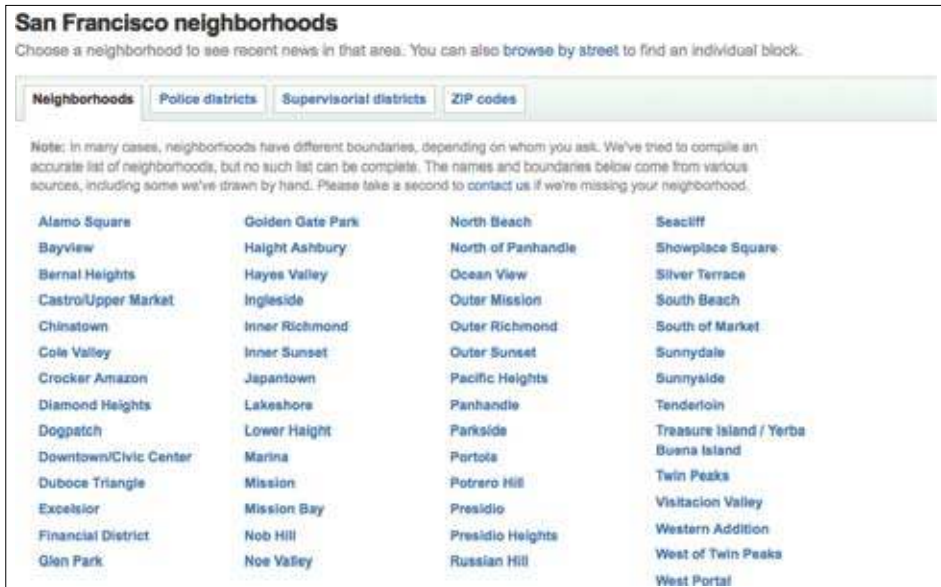 San Francisco neighborhoods
Choose a neighborhood to see recent news in that area. You can also browse by street to find an individual block.
Neighborhoods
Police districts
Supervisorial districts
ZIP codes
Note: In many cases, neighborhoods have different boundaries, depending on whom you ask. We've tried to compile an
accurate list of neighborhoods, but no such list can be complete. The names and boundaries below come from various
sources, including some we've drawn by hand. Please take a second to contact us if we're missing your neighborhood.
Alamo Square
Bayview
Bernal Heights
Castro/Upper Market
Chinatown
Cole Valley
Crocker Amazon
Diamond Heights
Dogpatch
Downtown/Civic Center
Duboce Triangle
Excelsior
Financial District
Glen Park
Golden Gate Park
Haight Ashbury
Hayes Valley
Ingleside
Inner Richmond
Inner Sunset
Japantown
Lakeshore
Lower Haight
Marina
Mission
Mission Bay
Nob Hill
Noe Valley
North Beach
North of Panhandle
Ocean View
Outer Mission
Outer Richmond
Outer Sunset
Pacific Heights
Panhandle
Parkside
Portola
Potrero Hill
Presidio
Presidio Heights
Russian Hill
Seacliff
Showplace Square
Silver Terrace
South Beach
South of Market
Sunnydale
Sunnyside
Tenderloin
Treasure Island / Yerba
Buena Island
Twin Peaks
Visitacion Valley
Western Addition
West of Twin Peaks
West Portal